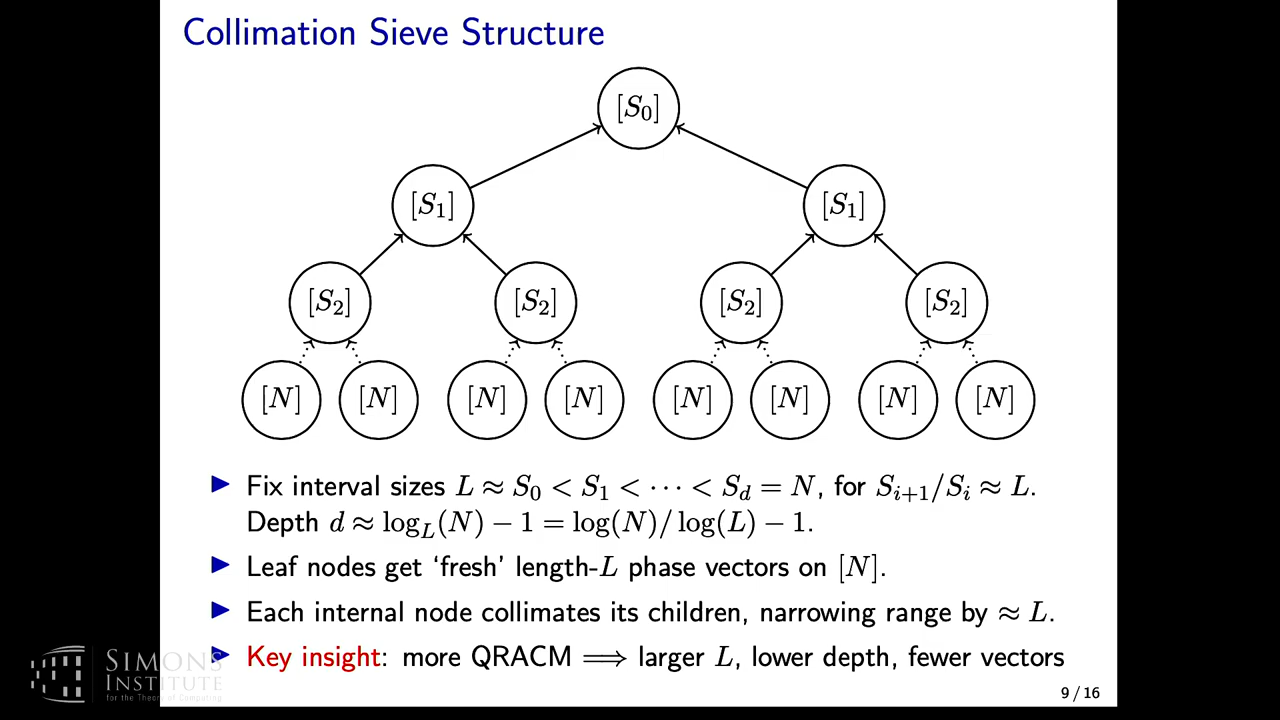 Collimation Sieve Structure
[S₀]
[S₁] [S₁]
[S₂] [S₂] [S₂] [S₂]
[N] [N] [N] [N] [N] [N] [N] [N]
▶ Fix interval sizes L ≈ S₀ < S₁ < ⋯ < S_d = N, for S_{i+1}/S_i ≈ L.
Depth d ≈ log_L(N) − 1 = log(N)/ log(L) − 1.
▶ Leaf nodes get ‘fresh’ length-L phase vectors on [N].
▶ Each internal node collimates its children, narrowing range by ≈ L.
▶ Key insight: more QRACM ⟹ larger L, lower depth, fewer vectors
SIMONS
INSTITUTE
for the Theory of Computing
9 / 16